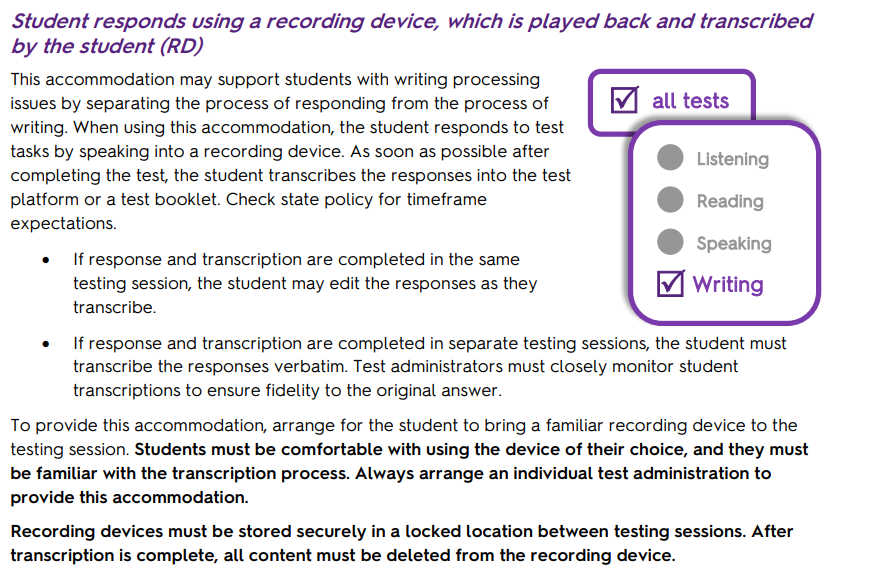 Student responds using a recording device, which is played back and transcribed
by the student (RD)
This accommodation may support students with writing processing
issues by separating the process of responding from the process of
writing. When using this accommodation, the student responds to test
tasks by speaking into a recording device. As soon as possible after
completing the test, the student transcribes the responses into the test
platform or a test booklet. Check state policy for timeframe
expectations.
all tests
Listening
Reading
Speaking
Writing
• If response and transcription are completed in the same
testing session, the student may edit the responses as they
transcribe.
• If response and transcription are completed in separate testing sessions, the student must
transcribe the responses verbatim. Test administrators must closely monitor student
transcriptions to ensure fidelity to the original answer.
To provide this accommodation, arrange for the student to bring a familiar recording device to the
testing session. Students must be comfortable with using the device of their choice, and they must
be familiar with the transcription process. Always arrange an individual test administration to
provide this accommodation.
Recording devices must be stored securely in a locked location between testing sessions. After
transcription is complete, all content must be deleted from the recording device.